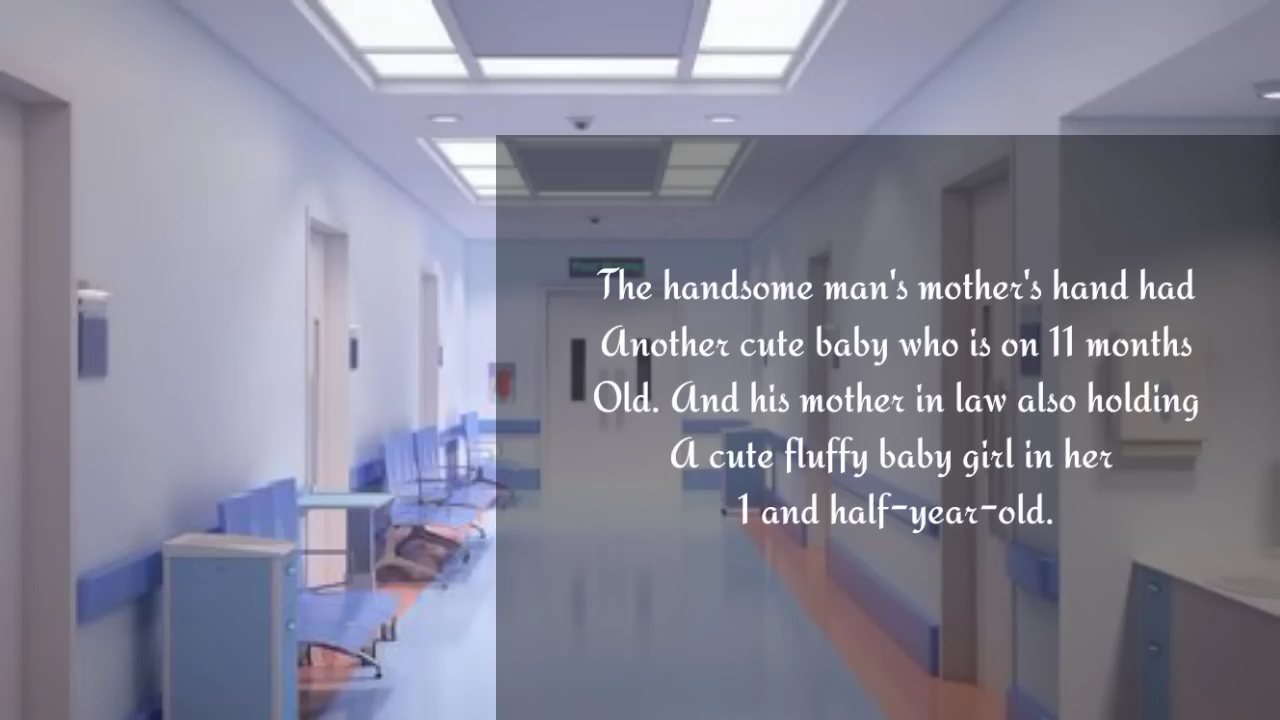 The handsome man's mother's hand had
Another cute baby who is on 11 months
Old. And his mother in law also holding
A cute fluffy baby girl in her
1 and half-year-old.